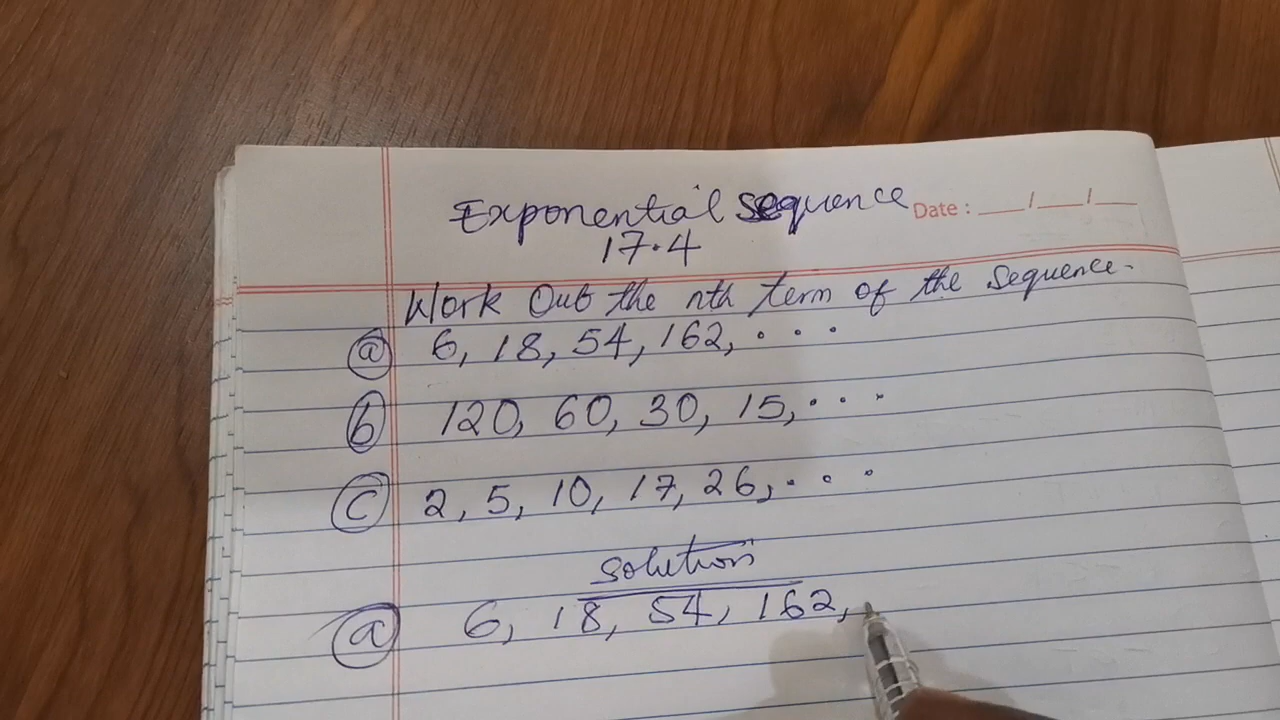 Exponential sequence
Date : ___/___/___
17.4
Work Out the nth term of the sequence.
(a) 6, 18, 54, 162, . . .
(b) 120, 60, 30, 15, . . .
(c) 2, 5, 10, 17, 26, . . .
Solution
(a) 6, 18, 54, 162,